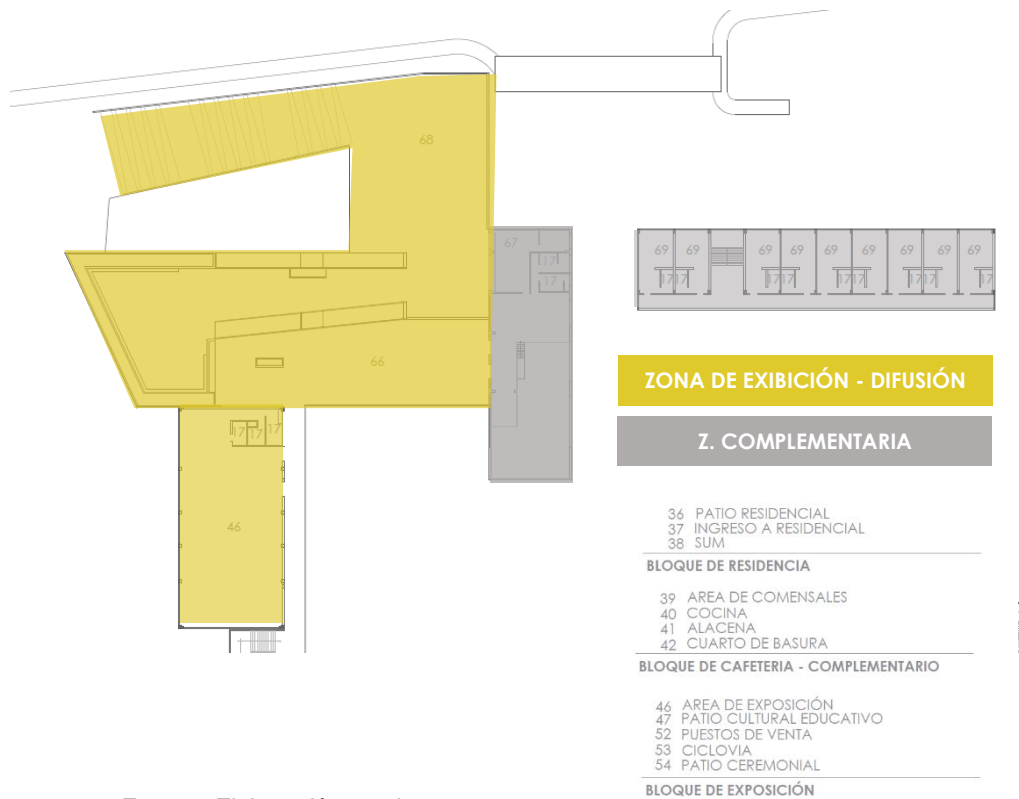 68
67
17
17
69 69 69 69 69 69 69 69
17 17 17 17 17 17 17 17
66
17 17 17
46
ZONA DE EXIBICIÓN - DIFUSIÓN
Z. COMPLEMENTARIA
36 PATIO RESIDENCIAL
37 INGRESO A RESIDENCIAL
38 SUM
BLOQUE DE RESIDENCIA
39 AREA DE COMENSALES
40 COCINA
41 ALACENA
42 CUARTO DE BASURA
BLOQUE DE CAFETERIA - COMPLEMENTARIO
46 AREA DE EXPOSICIÓN
47 PATIO CULTURAL EDUCATIVO
52 PUESTOS DE VENTA
53 CICLOVIA
54 PATIO CEREMONIAL
BLOQUE DE EXPOSICIÓN